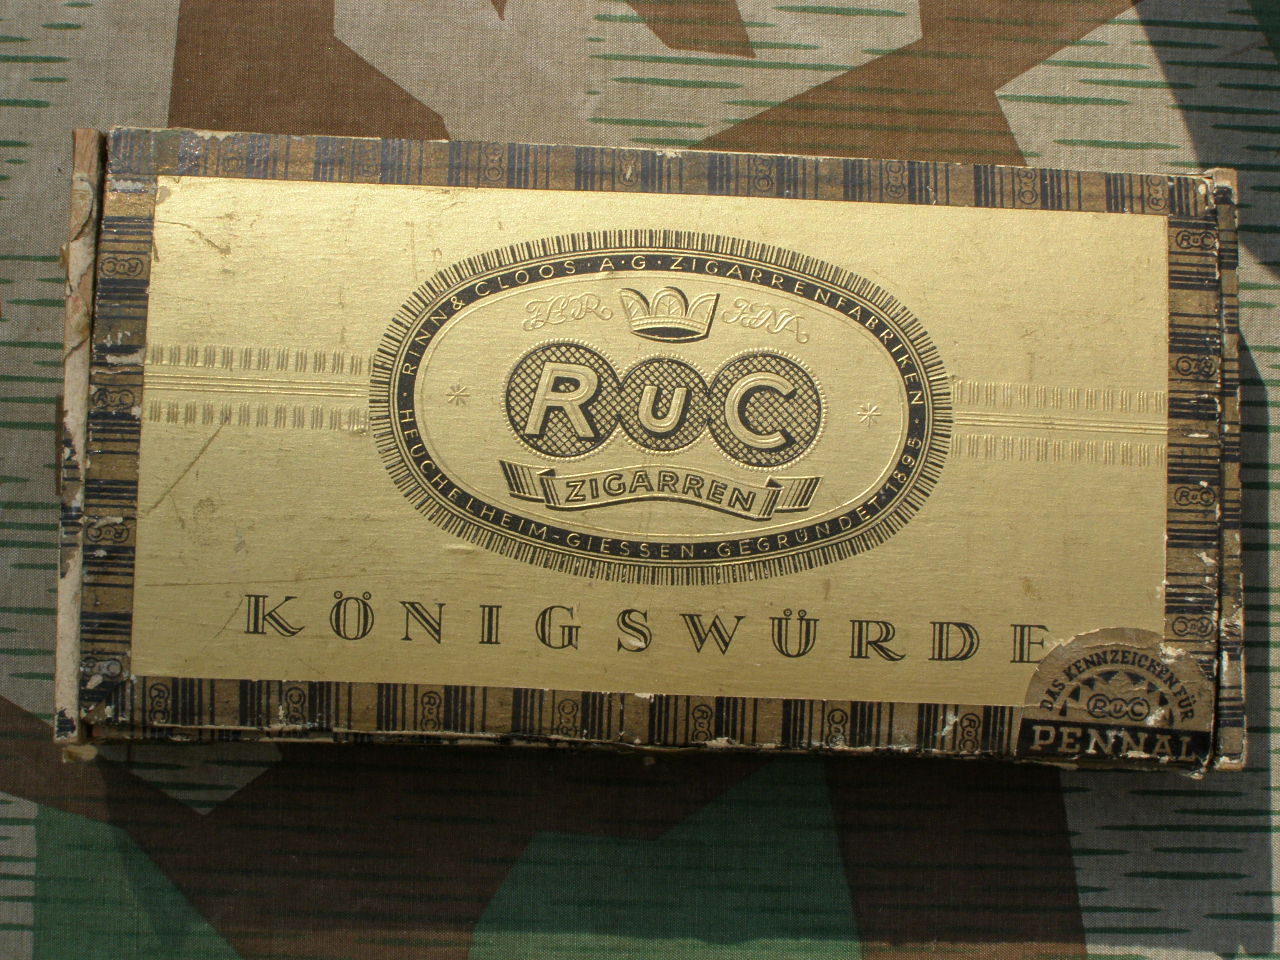 RINN & CLOOS·A·G·ZIGARRENFABRIKEN
RuC
ZIGARREN
HEUCHELHEIM-GIESSEN·GEGRÜNDET·1895
KÖNIGSWÜRDE
DAS KENNZEICHEN FÜR
RuC
PENNAL